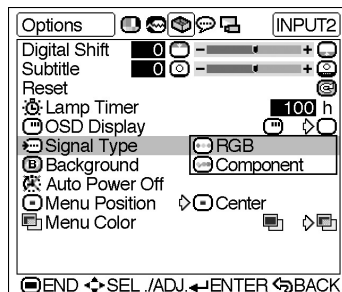 Options INPUT2
Digital Shift 0 - +
Subtitle 0 - +
Reset
Lamp Timer 100 h
OSD Display
Signal Type RGB
B Background Component
Auto Power Off
Menu Position Center
Menu Color
END SEL./ADJ. ENTER BACK